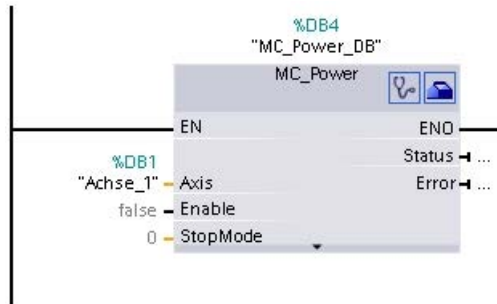 %DB4
"MC_Power_DB"
MC_Power
EN
ENO
Status
...
%DB1
"Achse_1"
Axis
Error
...
false
Enable
0
StopMode